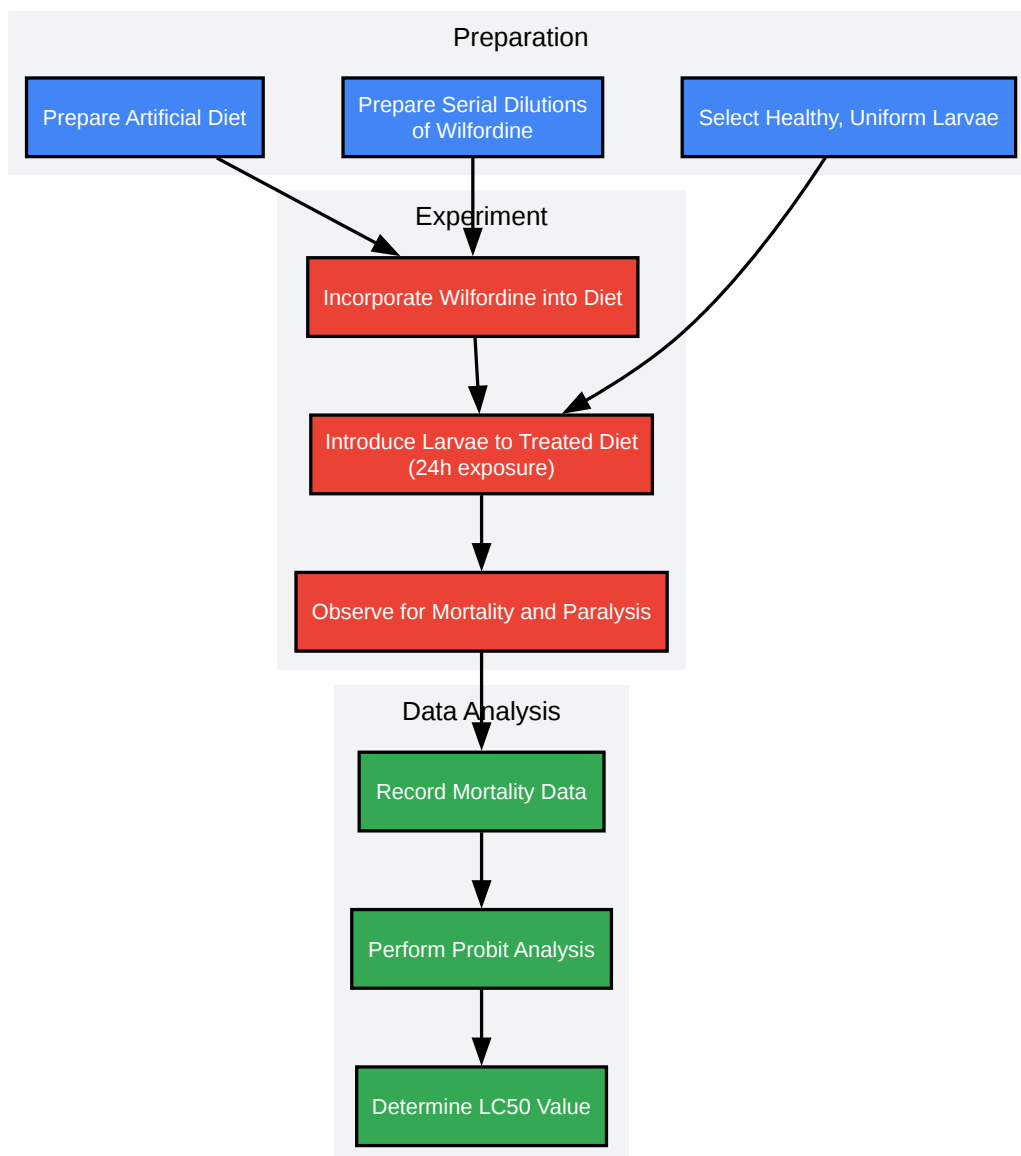 Preparation
Prepare Artificial Diet
Prepare Serial Dilutions
of Wilfordine
Select Healthy, Uniform Larvae
Experiment
Incorporate Wilfordine into Diet
Introduce Larvae to Treated Diet
(24h exposure)
Observe for Mortality and Paralysis
Data Analysis
Record Mortality Data
Perform Probit Analysis
Determine LC50 Value